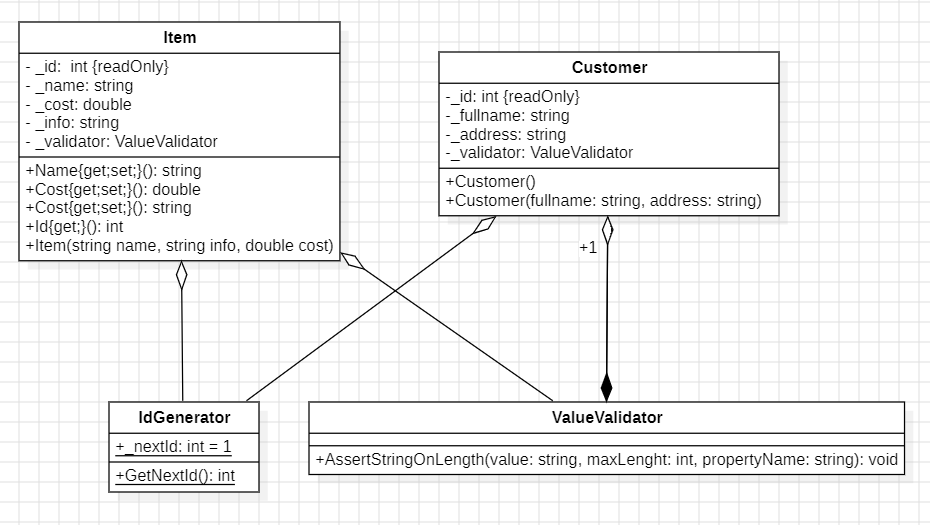 Item
- _id:  int {readOnly}
- _name: string
- _cost: double
- _info: string
- _validator: ValueValidator
+Name{get;set;}(): string
+Cost{get;set;}(): double
+Cost{get;set;}(): string
+Id{get;}(): int
+Item(string name, string info, double cost)
Customer
-_id: int {readOnly}
-_fullname: string
-_address: string
-_validator: ValueValidator
+Customer()
+Customer(fullname: string, address: string)
+1
IdGenerator
+_nextId: int = 1
+GetNextId(): int
ValueValidator
+AssertStringOnLength(value: string, maxLenght: int, propertyName: string): void